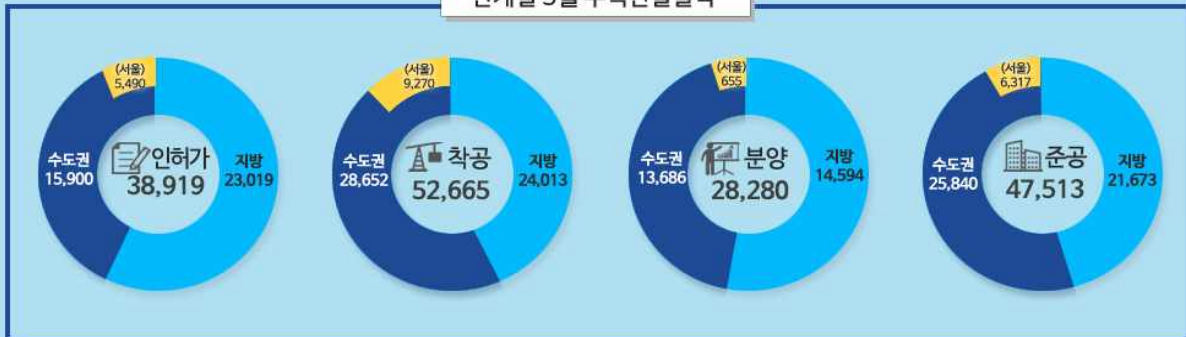 (서울)
5,490
수도권
15,900
인허가
38,919
지방
23,019
(서울)
9,270
수도권
28,652
착공
52,665
지방
24,013
(서울)
655
수도권
13,686
분양
28,280
지방
14,594
(서울)
6,317
수도권
25,840
준공
47,513
지방
21,673